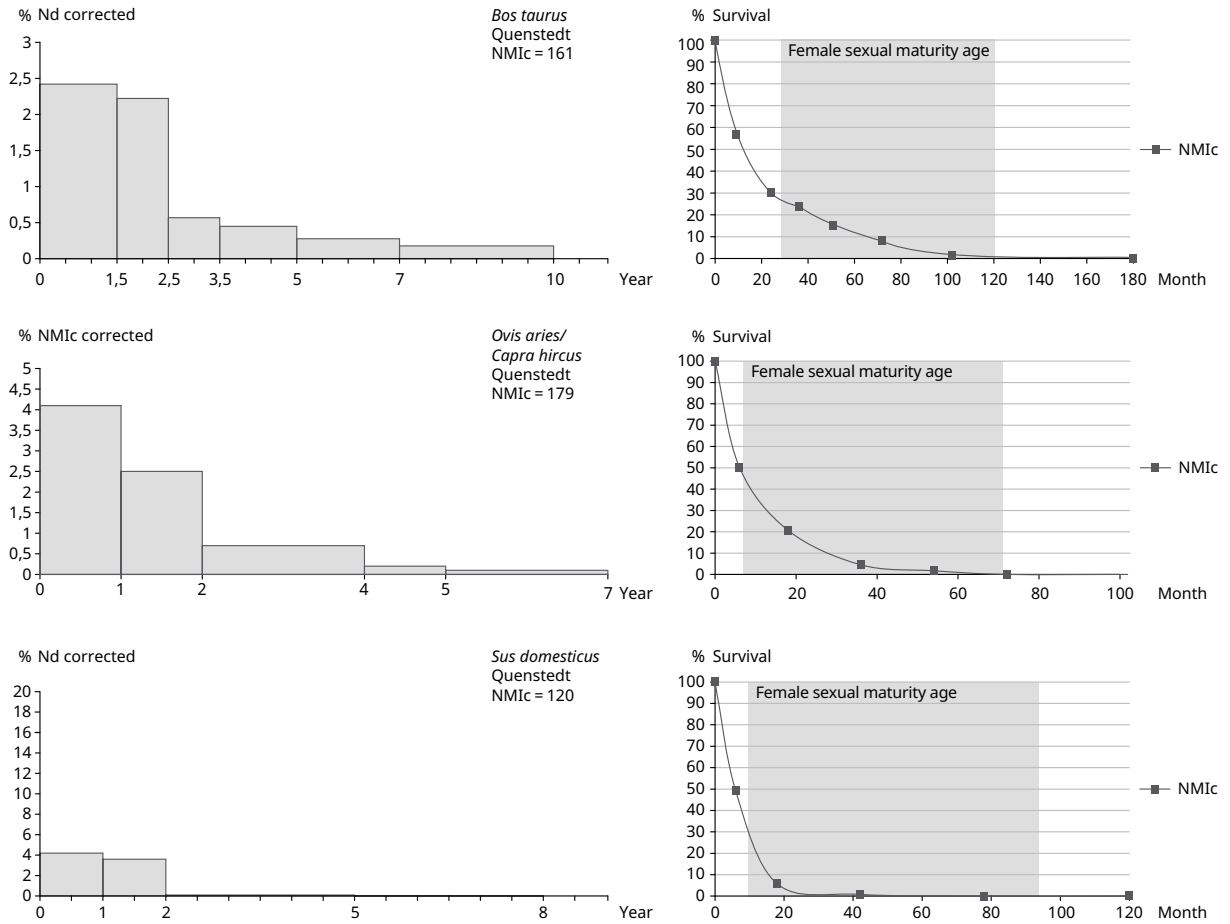 % Nd corrected
Bos taurus
Quenstedt
NMIc = 161
3
2,5
2
1,5
1
0,5
0
0 1,5 2,5 3,5 5 7 10 Year
% Survival
Female sexual maturity age
100
90
80
70
60
50
40
30
20
10
0
0 20 40 60 80 100 120 140 160 180 Month
NMIc
% NMIc corrected
Ovis aries/
Capra hircus
Quenstedt
NMIc = 179
5
4,5
4
3,5
3
2,5
2
1,5
1
0,5
0
0 1 2 4 5 7 Year
% Survival
Female sexual maturity age
100
90
80
70
60
50
40
30
20
10
0
0 20 40 60 80 100 Month
NMIc
% Nd corrected
Sus domesticus
Quenstedt
NMIc = 120
20
18
16
14
12
10
8
6
4
2
0
0 1 2 5 8 Year
% Survival
Female sexual maturity age
100
90
80
70
60
50
40
30
20
10
0
0 20 40 60 80 100 120 Month
NMIc